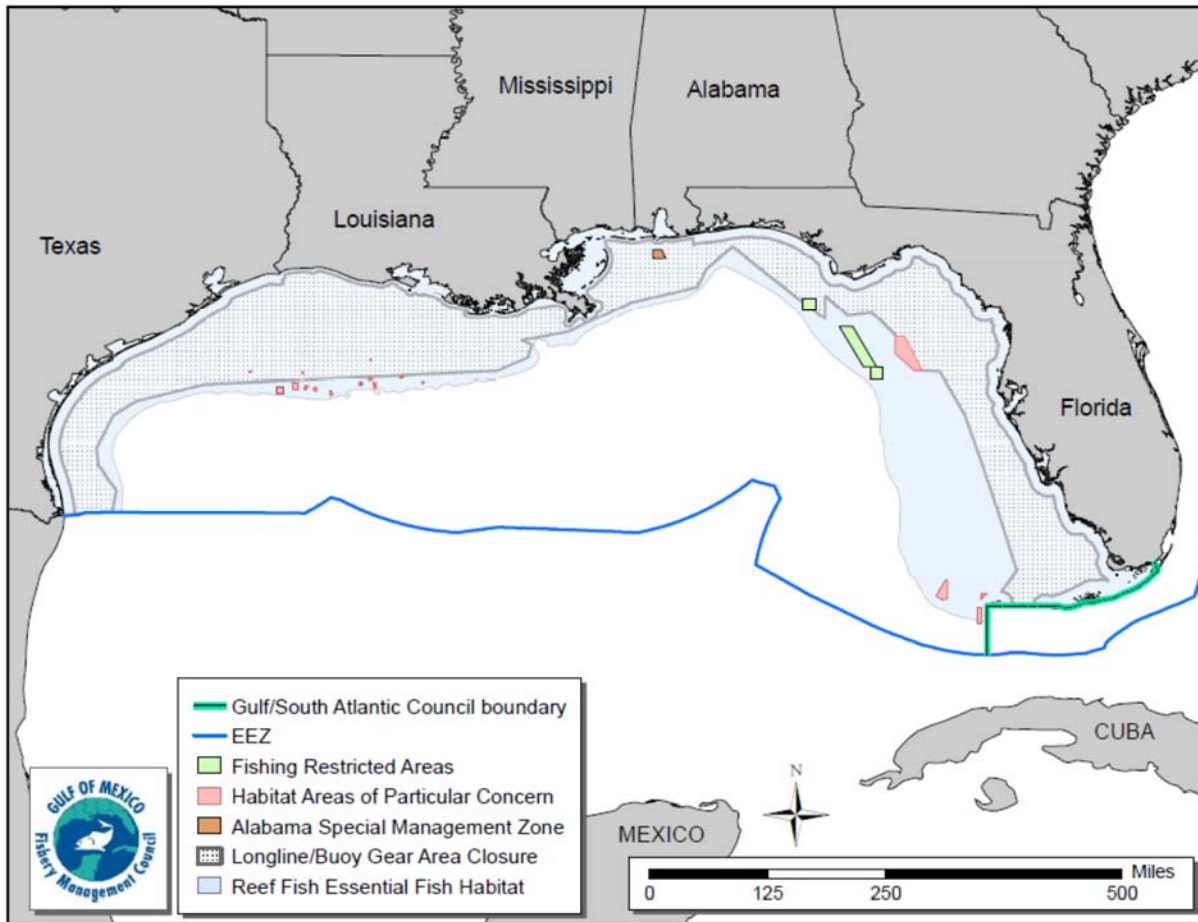 Mississippi
Alabama
Louisiana
Texas
Florida
Gulf/South Atlantic Council boundary
EEZ
Fishing Restricted Areas
Habitat Areas of Particular Concern
Alabama Special Management Zone
Longline/Buoy Gear Area Closure
Reef Fish Essential Fish Habitat
GULF OF MEXICO
Fishery Management Council
CUBA
N
MEXICO
Miles
0 125 250 500